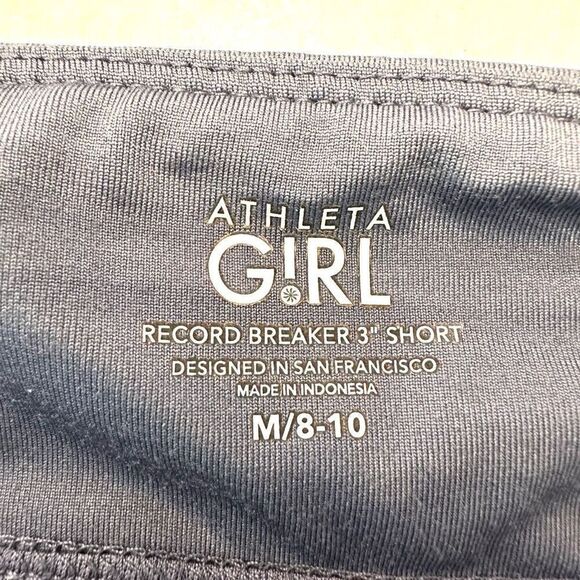 ATHLETA
G!RL
RECORD BREAKER 3" SHORT
DESIGNED IN SAN FRANCISCO
MADE IN INDONESIA
M/8-10